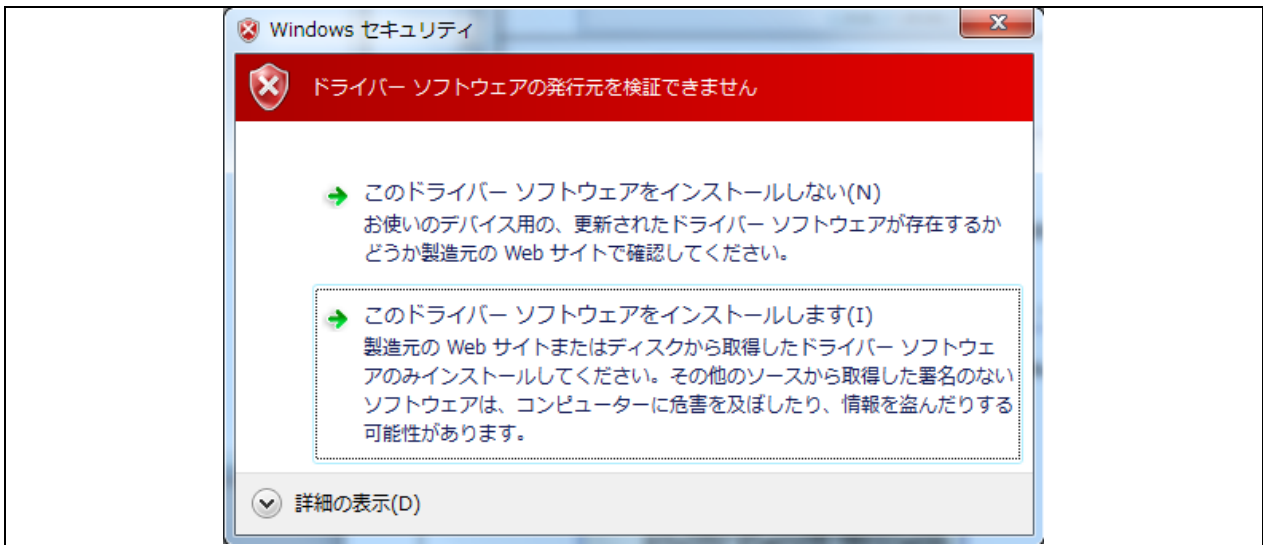 Windows セキュリティ
ドライバー ソフトウェアの発行元を検証できません
このドライバー ソフトウェアをインストールしない(N)
お使いのデバイス用の、更新されたドライバー ソフトウェアが存在するか
どうか製造元の Web サイトで確認してください。
このドライバー ソフトウェアをインストールします(I)
製造元の Web サイトまたはディスクから取得したドライバー ソフトウェ
アのみインストールしてください。その他のソースから取得した署名のない
ソフトウェアは、コンピューターに危害を及ぼしたり、情報を盗んだりする
可能性があります。
詳細の表示(D)